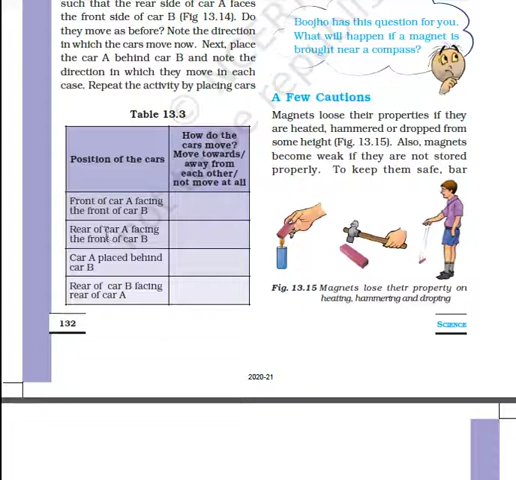 such that the rear side of car A faces
the front side of car B (Fig 13.14). Do
they move as before? Note the direction
in which the cars move now. Next, place
the car A behind car B and note the
direction in which they move in each
case. Repeat the activity by placing cars
Table 13.3
Position of the cars
How do the
cars move?
Move towards/
away from
each other/
not move at all
Front of car A facing
the front of car B
Rear of car A facing
the front of car B
Car A placed behind
car B
Rear of car B facing
rear of car A
132
Boojho has this question for you.
What will happen if a magnet is
brought near a compass?
A Few Cautions
Magnets loose their properties if they
are heated, hammered or dropped from
some height (Fig. 13.15). Also, magnets
become weak if they are not stored
properly. To keep them safe, bar
Fig. 13.15 Magnets lose their property on
heating, hammering and droping
SCIENCE
2020-21